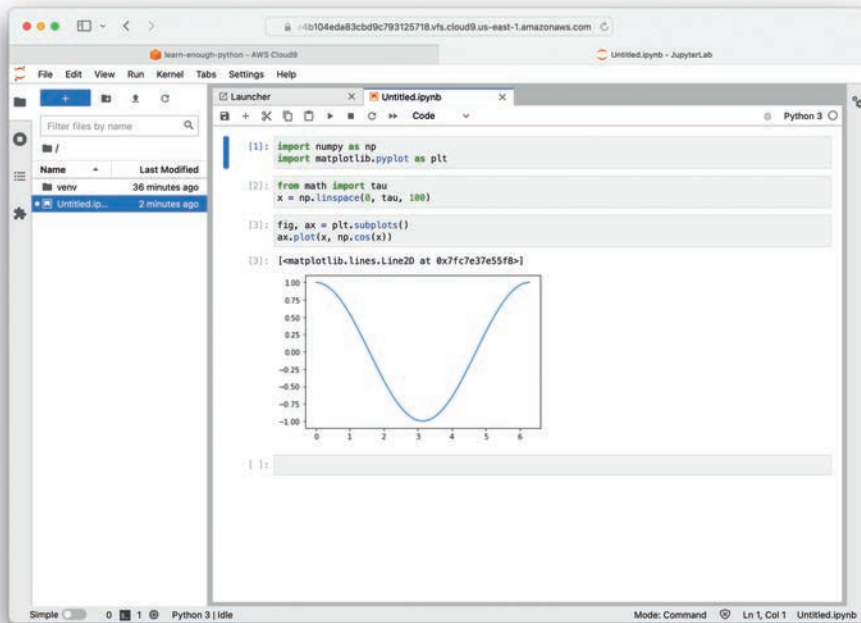 4b104eda83cbd9c793125718.vfs.cloud9.us-east-1.amazonaws.com
learn-enough-python - AWS Cloud9
Untitled.ipynb - JupyterLab
File Edit View Run Kernel Tabs Settings Help
Launcher
Untitled.ipynb
Filter files by name
Code
Python 3
/
Name Last Modified
venv 36 minutes ago
Untitled.ip... 2 minutes ago
[1]: import numpy as np
import matplotlib.pyplot as plt
[2]: from math import tau
x = np.linspace(0, tau, 100)
[3]: fig, ax = plt.subplots()
ax.plot(x, np.cos(x))
[3]: [<matplotlib.lines.Line2D at 0x7fc7e37e55f8>]
1.00
0.75
0.50
0.25
0.00
−0.25
−0.50
−0.75
−1.00
0 1 2 3 4 5 6
[ ]:
Simple 0 1 Python 3 | Idle Mode: Command Ln 1, Col 1 Untitled.ipynb